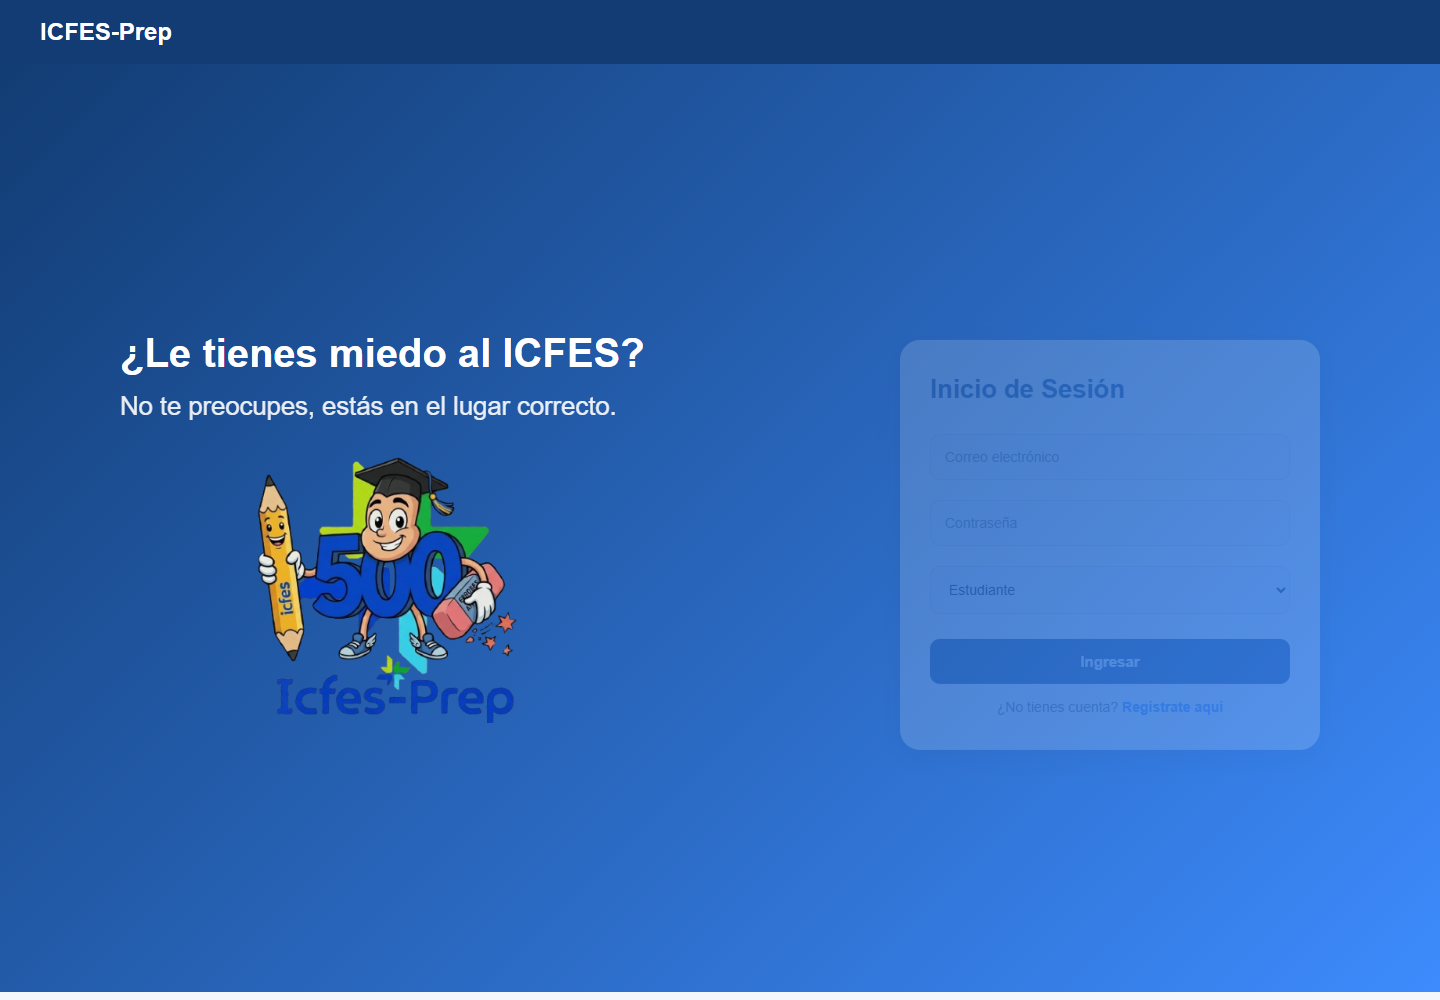 ICFES-Prep
¿Le tienes miedo al ICFES?
No te preocupes, estás en el lugar correcto.
icfes
500
Icfes-Prep
Inicio de Sesión
Correo electrónico
Contraseña
Estudiante
Ingresar
¿No tienes cuenta? Regístrate aquí